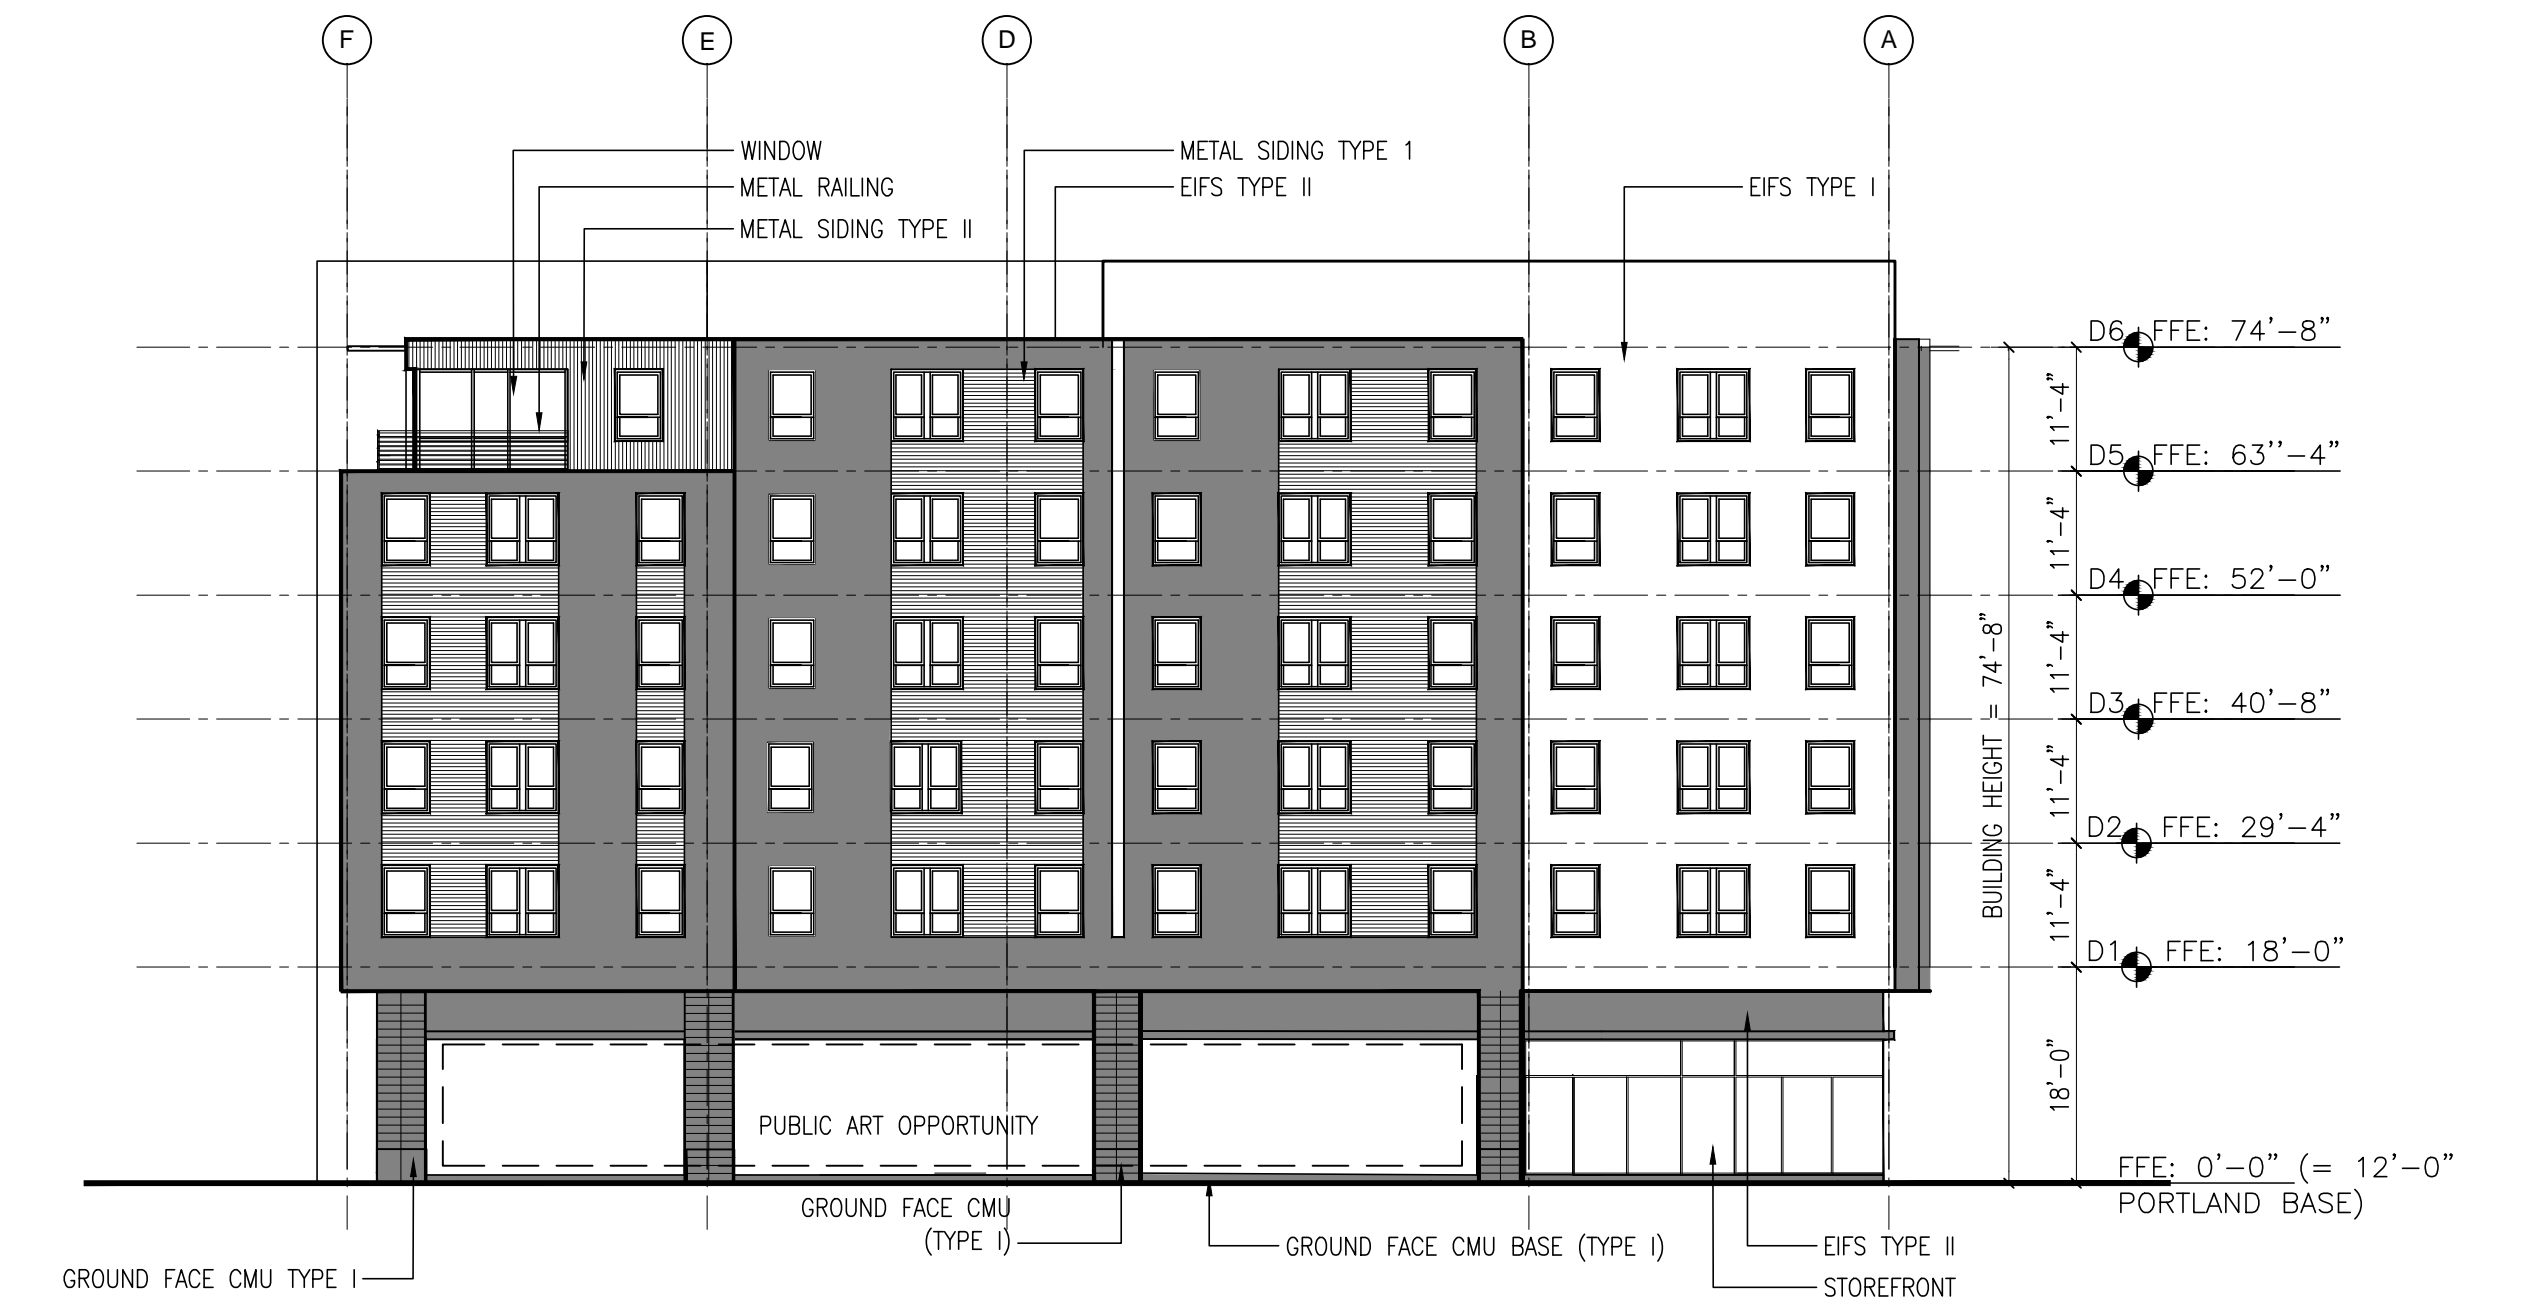 F E D B A
WINDOW
METAL RAILING
METAL SIDING TYPE II
METAL SIDING TYPE 1
EIFS TYPE II
EIFS TYPE I
D6 FFE: 74'-8"
11'-4"
D5 FFE: 63''-4"
11'-4"
D4 FFE: 52'-0"
11'-4"
D3 FFE: 40'-8"
11'-4"
D2 FFE: 29'-4"
11'-4"
D1 FFE: 18'-0"
BUILDING HEIGHT = 74'-8"
18'-0"
PUBLIC ART OPPORTUNITY
FFE: 0'-0" (= 12'-0"
PORTLAND BASE)
GROUND FACE CMU
(TYPE I)
GROUND FACE CMU BASE (TYPE I)
EIFS TYPE II
GROUND FACE CMU TYPE I
STOREFRONT